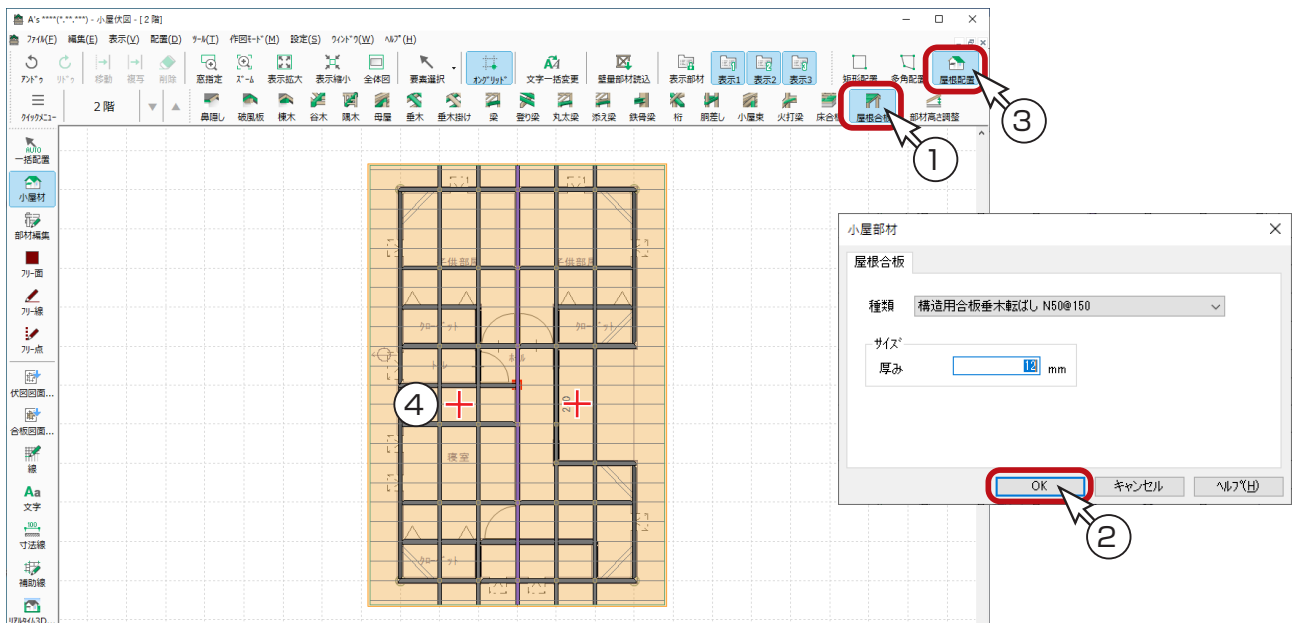 A's ****(*.**.***) - 小屋伏図 - [2 階]
ﾌｧｲﾙ(F) 編集(E) 表示(V) 配置(D) ﾂｰﾙ(T) 作図ﾓｰﾄﾞ(M) 設定(S) ｳｨﾝﾄﾞｳ(W) ﾍﾙﾌﾟ(H)
ｱﾝﾄﾞｩ ﾘﾄﾞｩ 移動 複写 削除 窓指定 ｽﾞｰﾑ 表示拡大 表示縮小 全体図 要素選択 ｵﾝｸﾞﾘｯﾄﾞ 文字一括変更 壁量部材読込 表示部材 表示1 表示2 表示3 矩形配置 多角配置 屋根配置
ｸｲｯｸﾒﾆｭｰ 2 階 鼻隠し 破風板 棟木 谷木 隅木 母屋 垂木 垂木掛け 梁 登り梁 丸太梁 添え梁 鉄骨梁 桁 胴差し 小屋束 火打梁 床合板 屋根合板 部材高さ調整
③
①
AUTO
一括配置
小屋材
部材編集
ﾌﾘｰ面
ﾌﾘｰ線
ﾌﾘｰ点
伏図図面...
合板図面...
線
Aa
文字
100
寸法線
補助線
ﾘｱﾙﾀｲﾑ3D...
子供部屋 子供部屋
ｸﾛｰｾﾞｯﾄ ｸﾛｰｾﾞｯﾄ
ﾎｰﾙ
ﾄｲﾚ
④
寝室
ｸﾛｰｾﾞｯﾄ
小屋部材
屋根合板
種類 構造用合板垂木転ばし N50@150
ｻｲｽﾞ
厚み 12 mm
OK ｷｬﾝｾﾙ ﾍﾙﾌﾟ(H)
②